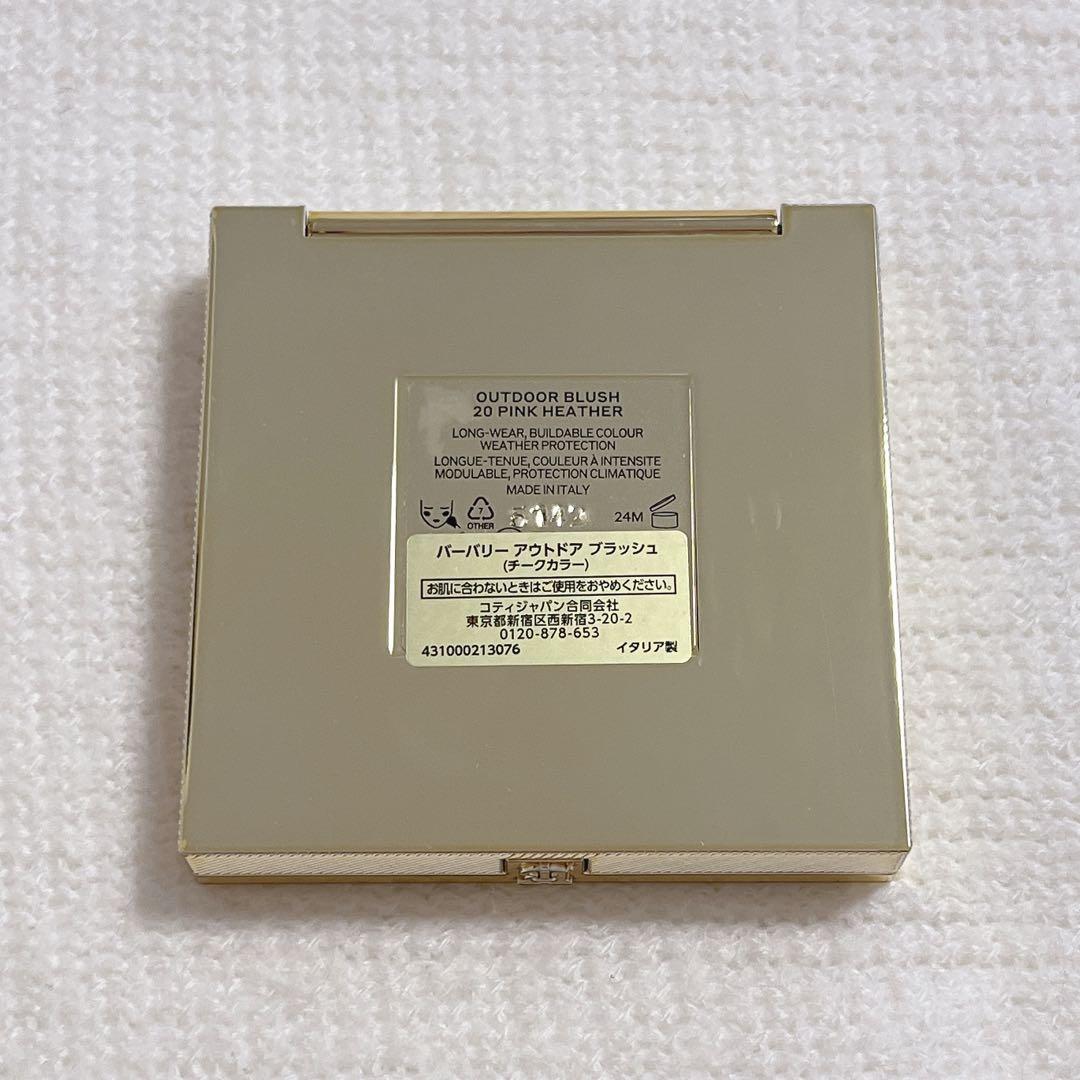 OUTDOOR BLUSH
20 PINK HEATHER
LONG-WEAR, BUILDABLE COLOUR
WEATHER PROTECTION
LONGUE-TENUE, COULEUR À INTENSITE
MODULABLE, PROTECTION CLIMATIQUE
MADE IN ITALY
7
OTHER
24M
バーバリー アウトドア ブラッシュ
(チークカラー)
お肌に合わないときはご使用をおやめください。
コティジャパン合同会社
東京都新宿区西新宿3-20-2
0120-878-653
431000213076 イタリア製